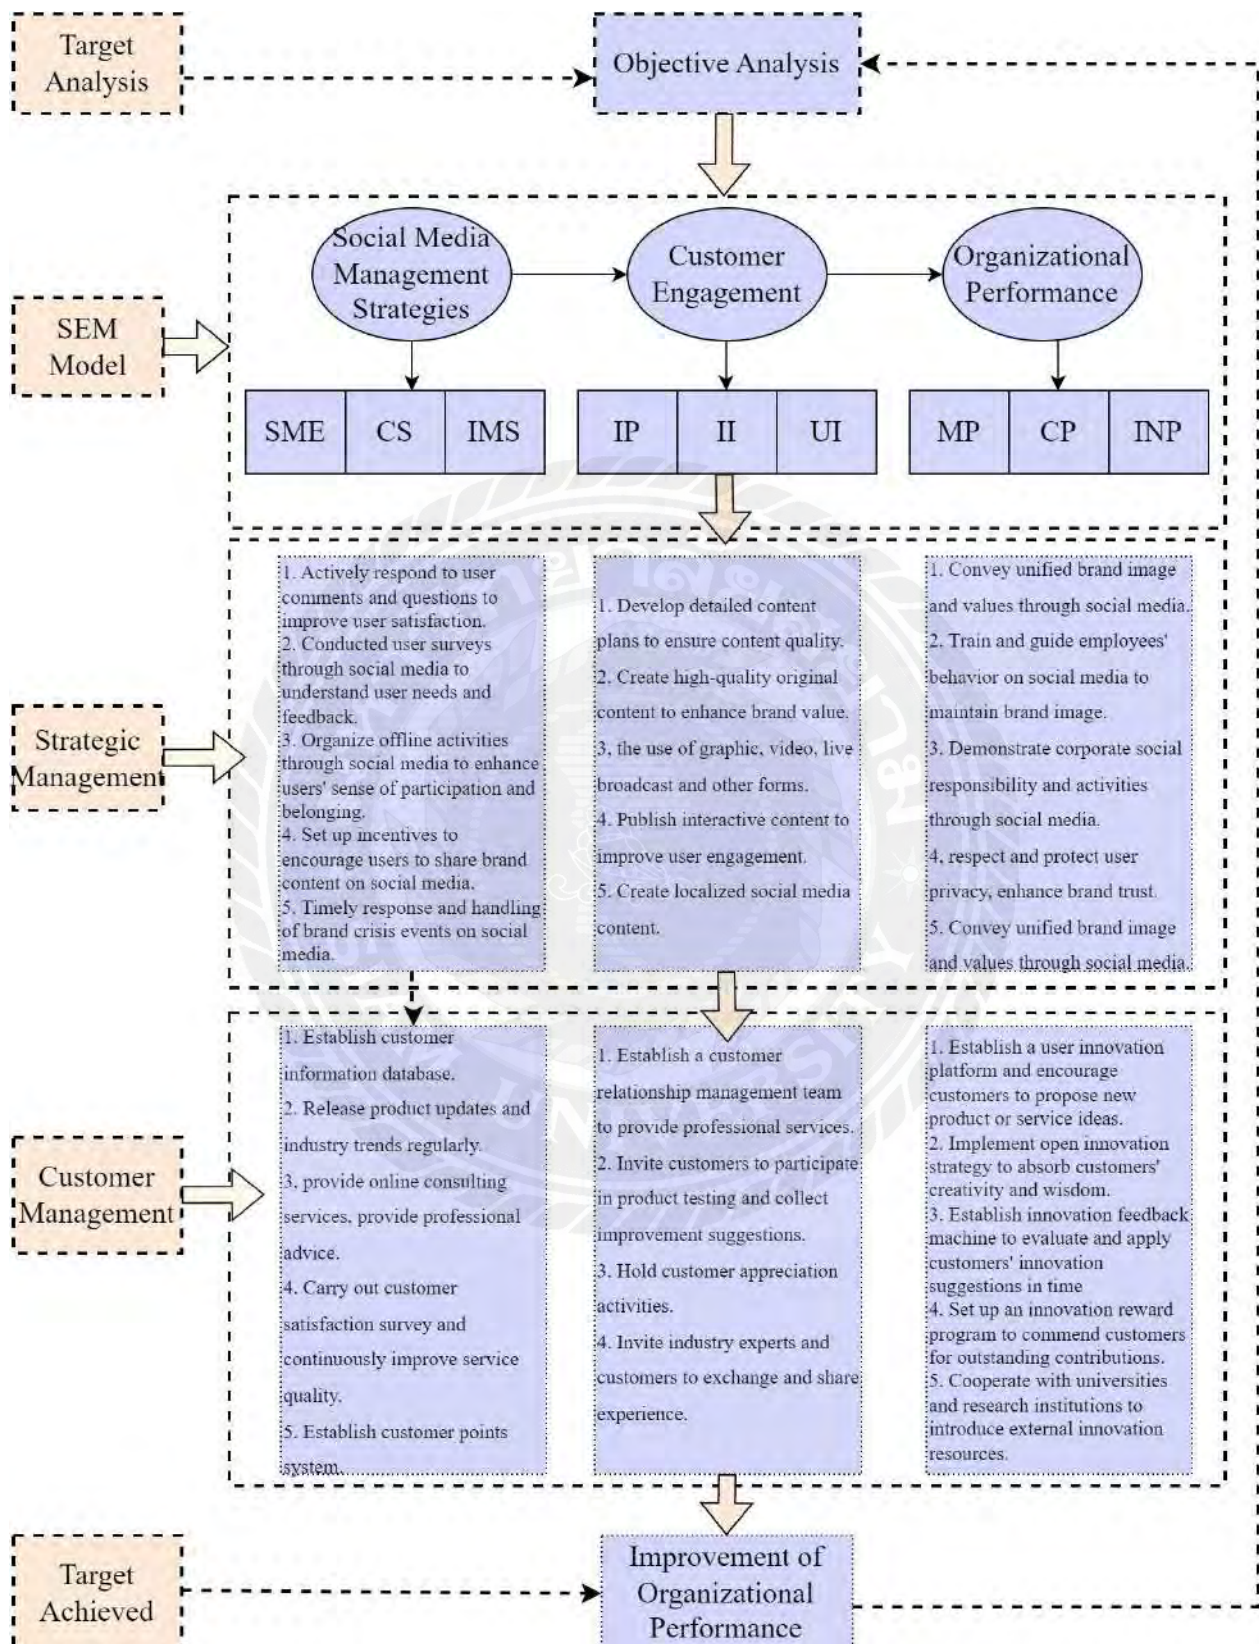 Target
Analysis
Objective Analysis
SEM
Model
Social Media
Management
Strategies
Customer
Engagement
Organizational
Performance
SME
CS
IMS
IP
II
UI
MP
CP
INP
Strategic
Management
1. Actively respond to user
comments and questions to
improve user satisfaction.
2. Conducted user surveys
through social media to
understand user needs and
feedback.
3. Organize offline activities
through social media to enhance
users' sense of participation and
belonging.
4. Set up incentives to
encourage users to share brand
content on social media.
5. Timely response and handling
of brand crisis events on social
media.
1. Develop detailed content
plans to ensure content quality.
2. Create high-quality original
content to enhance brand value.
3, the use of graphic, video, live
broadcast and other forms.
4. Publish interactive content to
improve user engagement.
5. Create localized social media
content.
1. Convey unified brand image
and values through social media.
2. Train and guide employees'
behavior on social media to
maintain brand image.
3. Demonstrate corporate social
responsibility and activities
through social media.
4, respect and protect user
privacy, enhance brand trust.
5. Convey unified brand image
and values through social media.
Customer
Management
1. Establish customer
information database.
2. Release product updates and
industry trends regularly.
3, provide online consulting
services, provide professional
advice.
4. Carry out customer
satisfaction survey and
continuously improve service
quality.
5. Establish customer points
system.
1. Establish a customer
relationship management team
to provide professional services.
2. Invite customers to participate
in product testing and collect
improvement suggestions.
3. Hold customer appreciation
activities.
4. Invite industry experts and
customers to exchange and share
experience.
1. Establish a user innovation
platform and encourage
customers to propose new
product or service ideas.
2. Implement open innovation
strategy to absorb customers'
creativity and wisdom.
3. Establish innovation feedback
machine to evaluate and apply
customers' innovation
suggestions in time
4. Set up an innovation reward
program to commend customers
for outstanding contributions.
5. Cooperate with universities
and research institutions to
introduce external innovation
resources.
Target
Achieved
Improvement of
Organizational
Performance